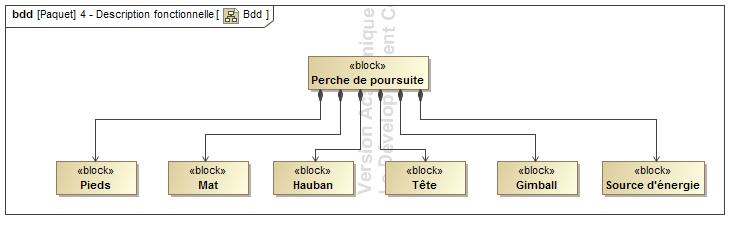 bdd [Paquet] 4 - Description fonctionnelle [ Bdd ]
«block»
Perche de poursuite
«block»
Pieds
«block»
Mat
«block»
Hauban
«block»
Tête
«block»
Gimball
«block»
Source d'énergie